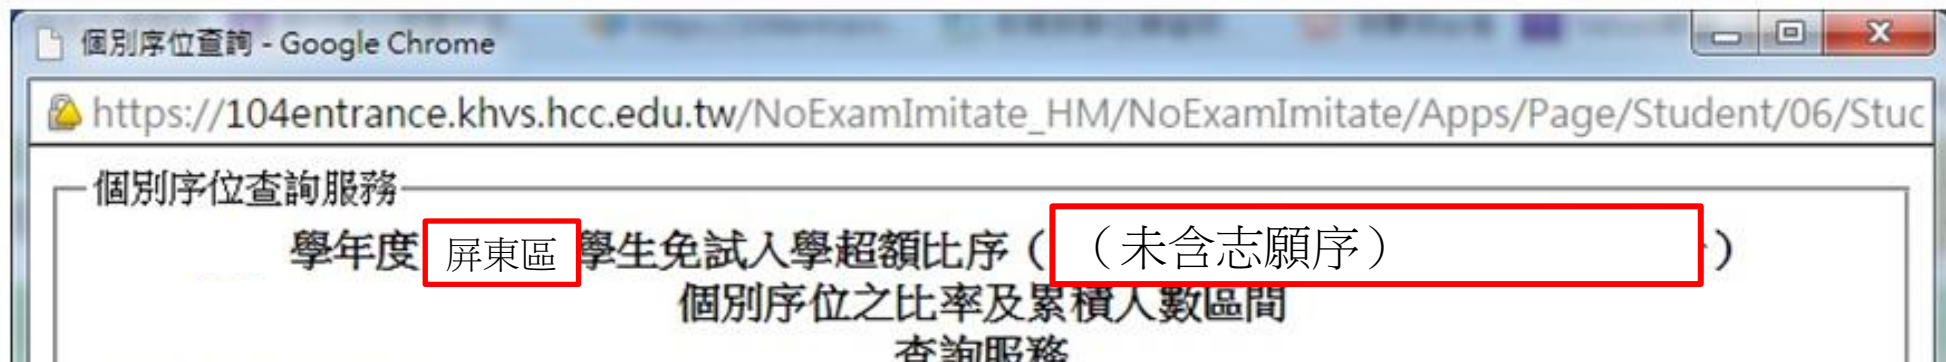 個別序位查詢 - Google Chrome
https://104entrance.khvs.hcc.edu.tw/NoExamImitate_HM/NoExamImitate/Apps/Page/Student/06/Stuc
個別序位查詢服務
學年度 屏東區 學生免試入學超額比序 ( （未含志願序） )
個別序位之比率及累積人數區間
查詢服務